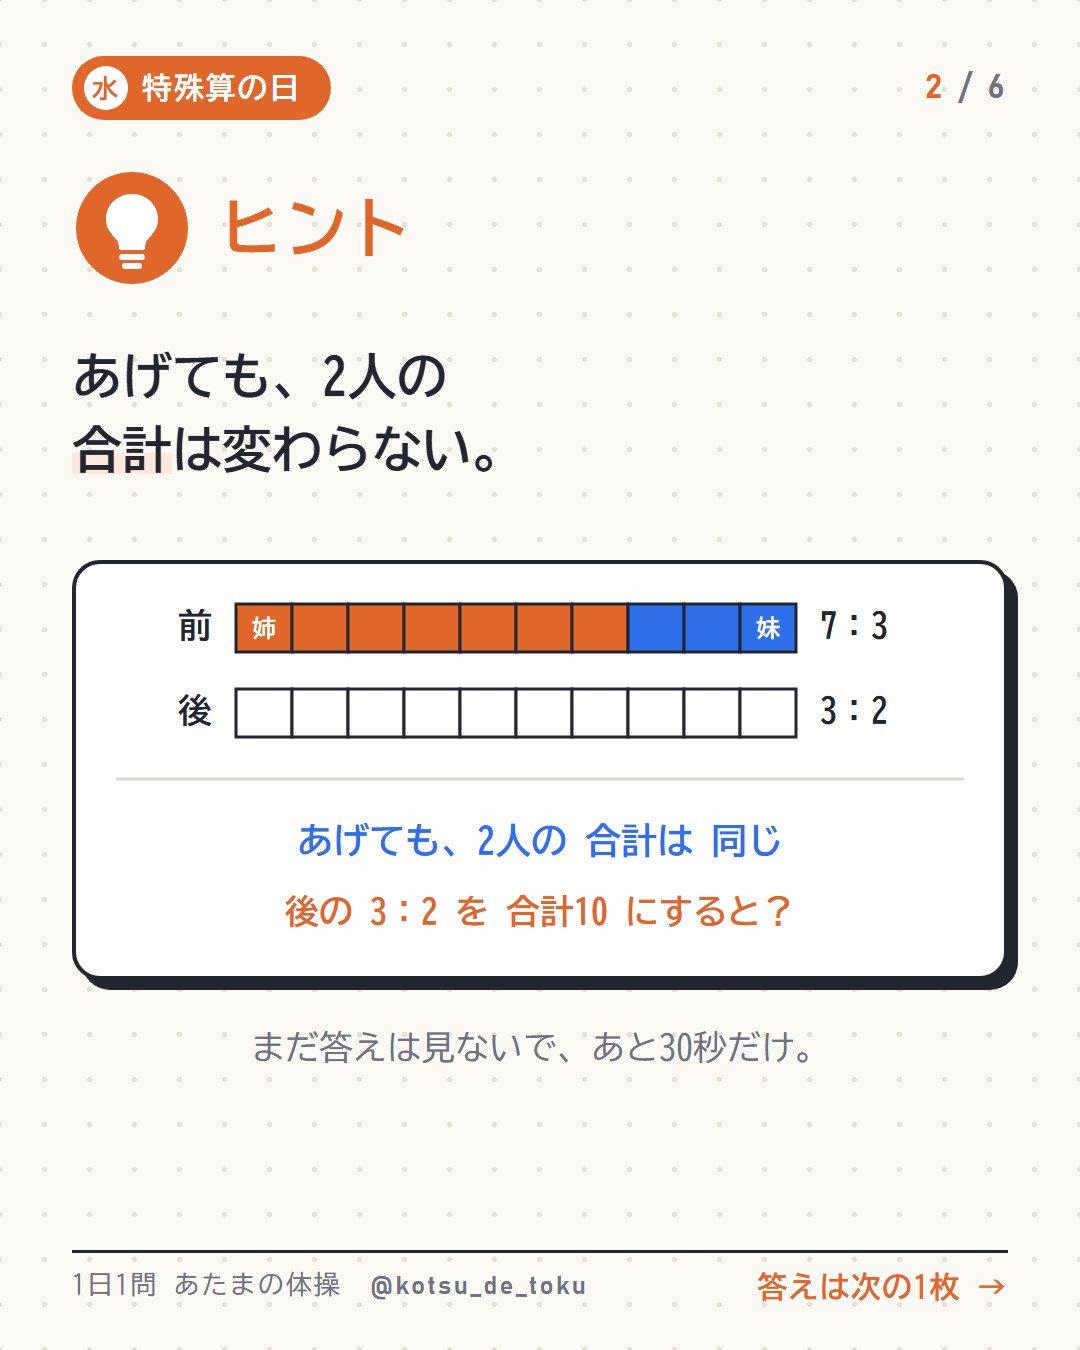 水 特殊算の日
2 / 6
ヒント
あげても、2人の
合計は変わらない。
前 姉 妹 7：3
後 3：2
あげても、2人の 合計は 同じ
後の 3：2 を 合計10 にすると？
まだ答えは見ないで、あと30秒だけ。
1日1問 あたまの体操 @kotsu_de_toku 答えは次の1枚 →